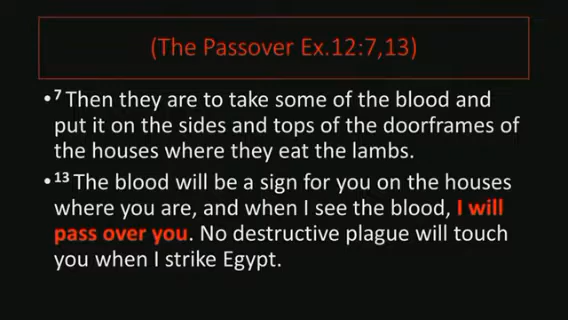 (The Passover Ex.12:7,13)
•⁷ Then they are to take some of the blood and
put it on the sides and tops of the doorframes of
the houses where they eat the lambs.
•¹³ The blood will be a sign for you on the houses
where you are, and when I see the blood, I will
pass over you. No destructive plague will touch
you when I strike Egypt.